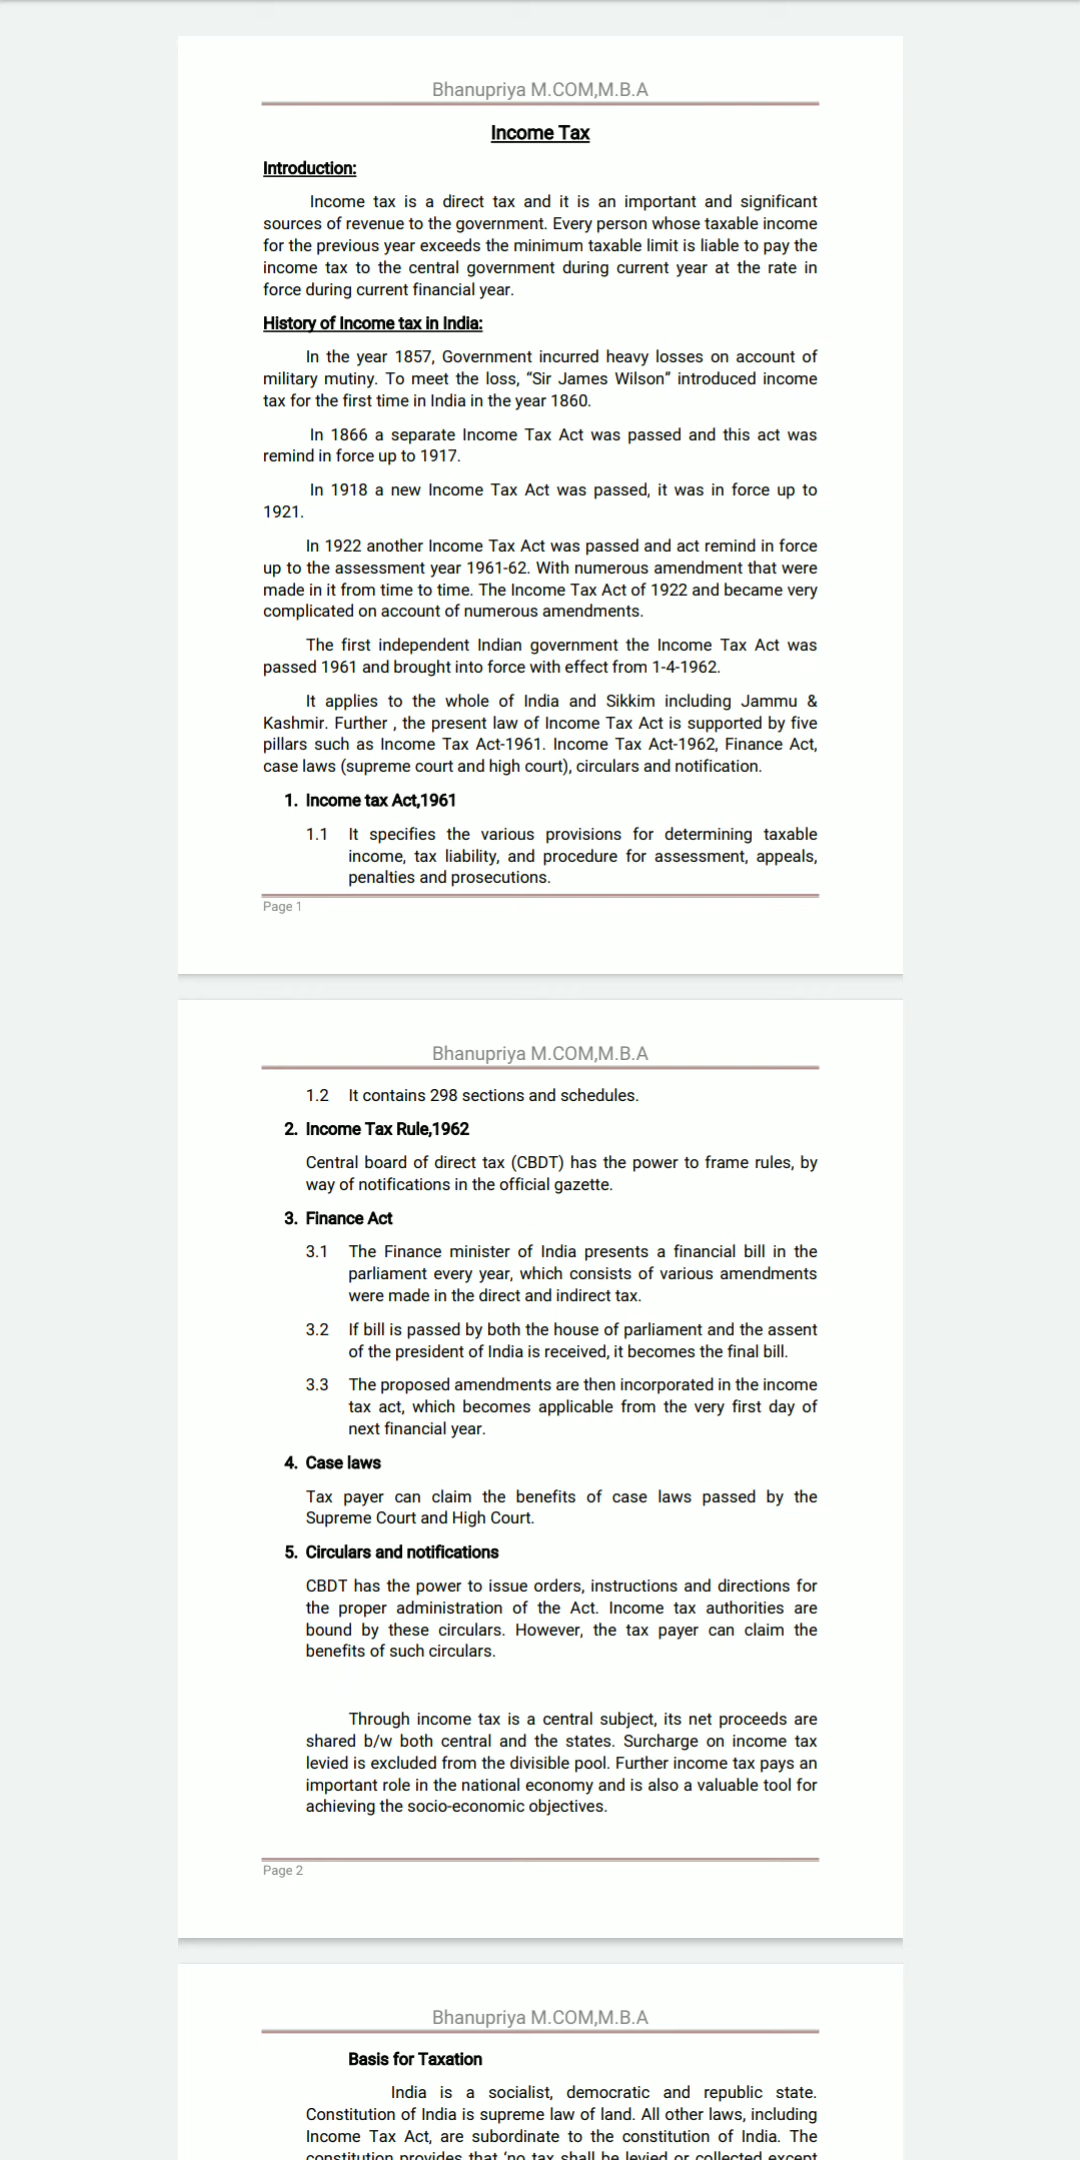 Bhanupriya M.COM,M.B.A
Income Tax
Introduction:
Income tax is a direct tax and it is an important and significant
sources of revenue to the government. Every person whose taxable income
for the previous year exceeds the minimum taxable limit is liable to pay the
income tax to the central government during current year at the rate in
force during current financial year.
History of Income tax in India:
In the year 1857, Government incurred heavy losses on account of
military mutiny. To meet the loss, “Sir James Wilson” introduced income
tax for the first time in India in the year 1860.
In 1866 a separate Income Tax Act was passed and this act was
remind in force up to 1917.
In 1918 a new Income Tax Act was passed, it was in force up to
1921.
In 1922 another Income Tax Act was passed and act remind in force
up to the assessment year 1961-62. With numerous amendment that were
made in it from time to time. The Income Tax Act of 1922 and became very
complicated on account of numerous amendments.
The first independent Indian government the Income Tax Act was
passed 1961 and brought into force with effect from 1-4-1962.
It applies to the whole of India and Sikkim including Jammu &
Kashmir. Further , the present law of Income Tax Act is supported by five
pillars such as Income Tax Act-1961. Income Tax Act-1962, Finance Act,
case laws (supreme court and high court), circulars and notification.
1. Income tax Act,1961
1.1 It specifies the various provisions for determining taxable
income, tax liability, and procedure for assessment, appeals,
penalties and prosecutions.
Page 1
Bhanupriya M.COM,M.B.A
1.2 It contains 298 sections and schedules.
2. Income Tax Rule,1962
Central board of direct tax (CBDT) has the power to frame rules, by
way of notifications in the official gazette.
3. Finance Act
3.1 The Finance minister of India presents a financial bill in the
parliament every year, which consists of various amendments
were made in the direct and indirect tax.
3.2 If bill is passed by both the house of parliament and the assent
of the president of India is received, it becomes the final bill.
3.3 The proposed amendments are then incorporated in the income
tax act, which becomes applicable from the very first day of
next financial year.
4. Case laws
Tax payer can claim the benefits of case laws passed by the
Supreme Court and High Court.
5. Circulars and notifications
CBDT has the power to issue orders, instructions and directions for
the proper administration of the Act. Income tax authorities are
bound by these circulars. However, the tax payer can claim the
benefits of such circulars.
Through income tax is a central subject, its net proceeds are
shared b/w both central and the states. Surcharge on income tax
levied is excluded from the divisible pool. Further income tax pays an
important role in the national economy and is also a valuable tool for
achieving the socio-economic objectives.
Page 2
Bhanupriya M.COM,M.B.A
Basis for Taxation
India is a socialist, democratic and republic state.
Constitution of India is supreme law of land. All other laws, including
Income Tax Act, are subordinate to the constitution of India. The
constitution provides that ‘no tax shall be levied or collected except